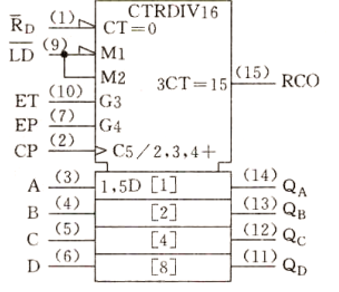 CTRDIV16
R̄D (1) CT=0
L̅D̅ (9) M1
M2
3CT=15 (15) RCO
ET (10) G3
EP (7) G4
CP (2) C5/2,3,4+
A (3) 1,5D [1] (14) QA
B (4) [2] (13) QB
C (5) [4] (12) QC
D (6) [8] (11) QD